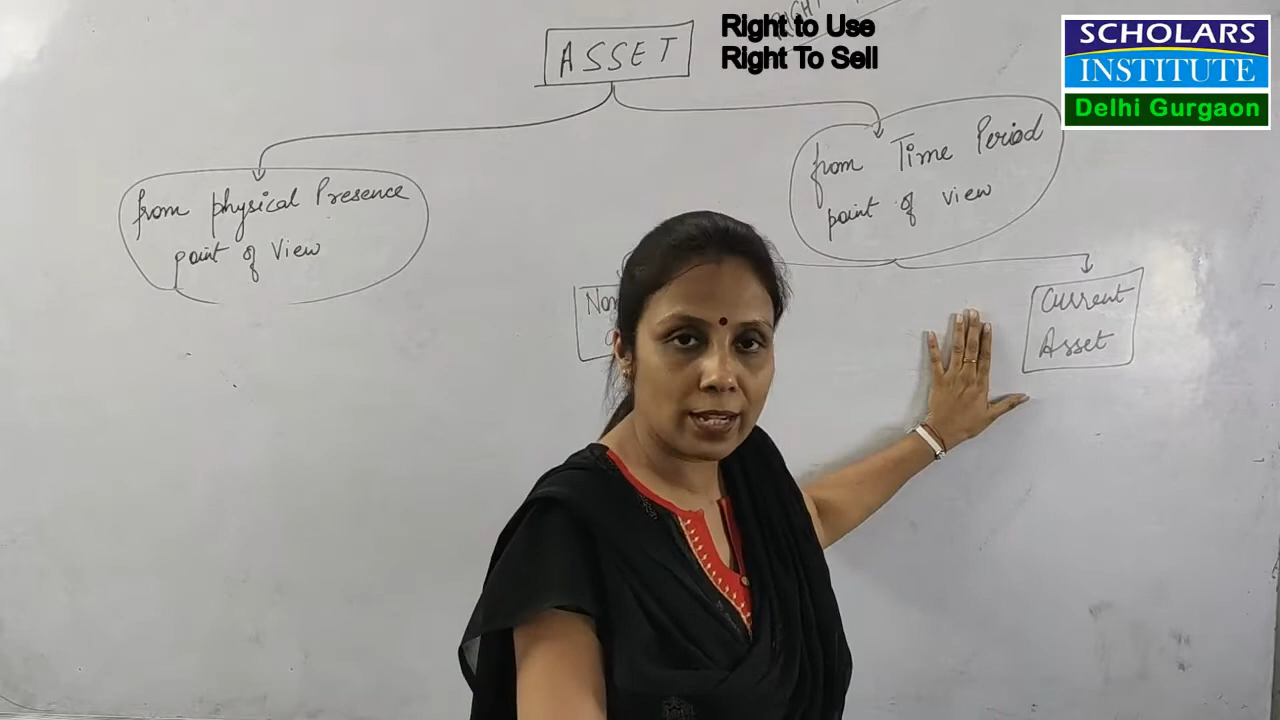 Right to Use
Right To Sell
SCHOLARS
INSTITUTE
Delhi Gurgaon
RIGHT
ASSET
from physical Presence
point of View
from Time Period
point of view
Current
Asset